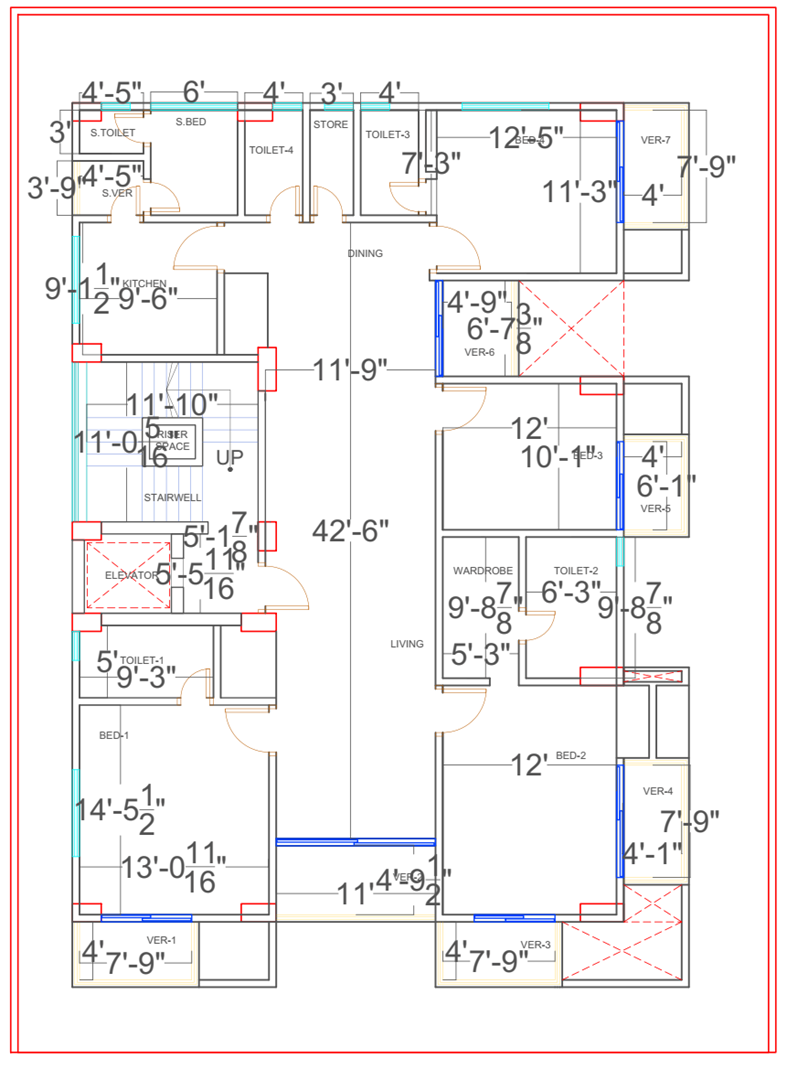 4'-5" 6' 4' 3' 4'
S.TOILET
S.BED
3'
TOILET-4
STORE
TOILET-3
BED-4
12'-5"
7'-3"
11'-3"
VER-7
7'-9"
4'
3'-9"
4'-5"
S.VER
DINING
KITCHEN
9'-1 1/2"
9'-6"
4'-9"
6'-7 3/8"
VER-6
11'-9"
11'-10"
11'-0 5/16"
RISER
SPACE
UP
STAIRWELL
12'
10'-1"
BED-3
4'
6'-1"
VER-5
42'-6"
5'-1 7/8"
5'-5 11/16"
ELEVATOR
WARDROBE
TOILET-2
9'-8 7/8"
6'-3"
9'-8 7/8"
5'-3"
LIVING
5'
TOILET-1
9'-3"
BED-1
14'-5 1/2"
13'-0 11/16"
BED-2
12'
VER-4
7'-9"
4'-1"
4'-9 1/2"
11'
VER-1
4'
7'-9"
VER-3
4'
7'-9"